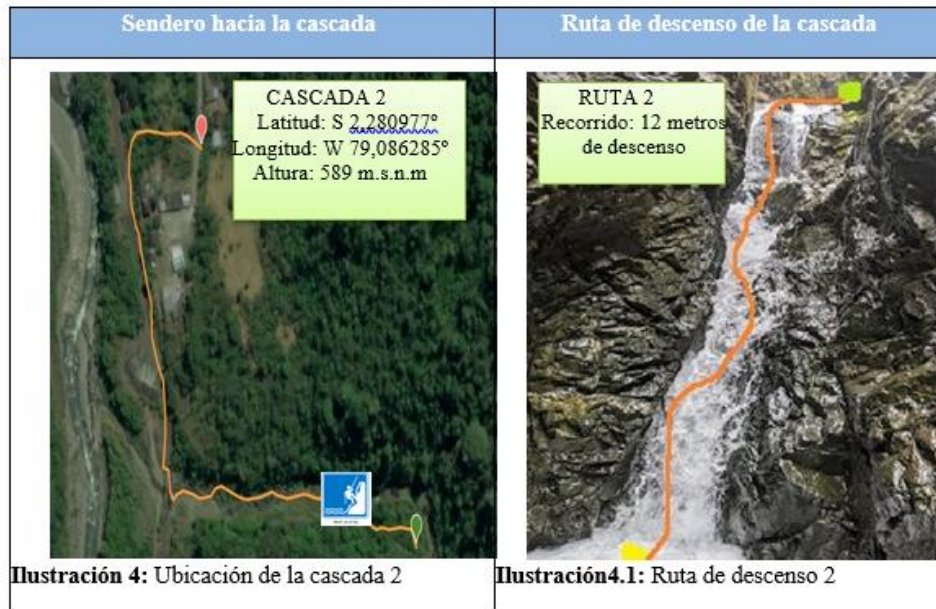 Sendero hacia la cascada
Ruta de descenso de la cascada
CASCADA 2
Latitud: S 2,280977º
Longitud: W 79,086285º
Altura: 589 m.s.n.m
RUTA 2
Recorrido: 12 metros
de descenso
Ilustración 4: Ubicación de la cascada 2
Ilustración4.1: Ruta de descenso 2